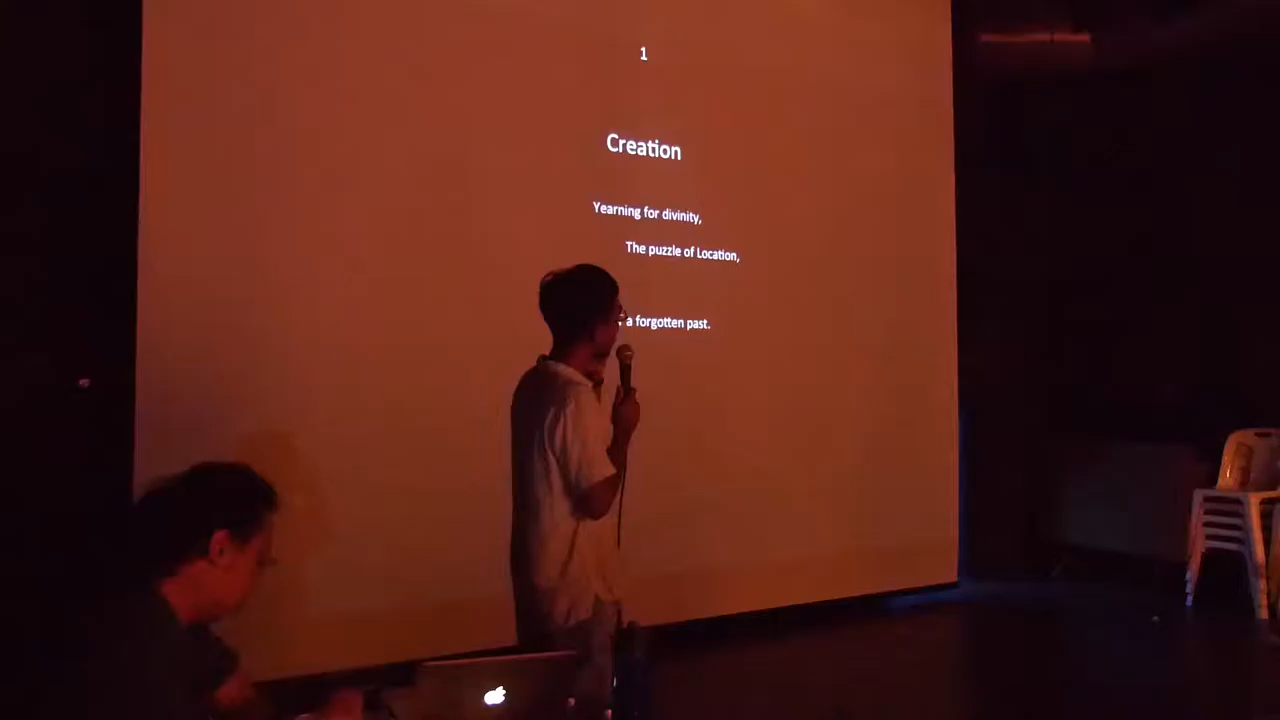 1
Creation
Yearning for divinity,
The puzzle of Location,
a forgotten past.